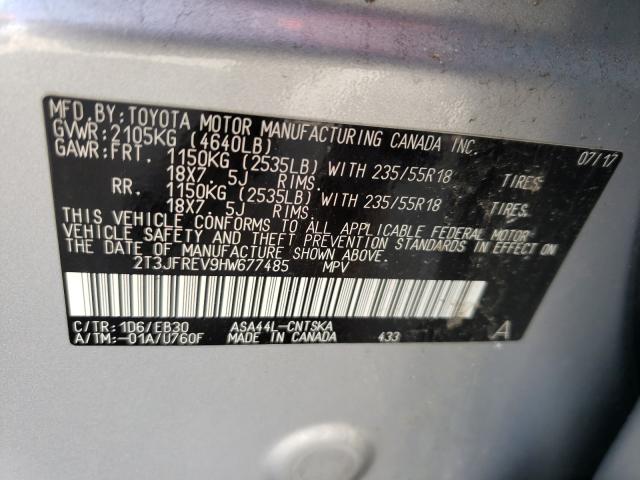 MFD.BY:TOYOTA MOTOR MANUFACTURING CANADA INC. 07/17
GVWR:2105KG (4640LB)
GAWR:FRT. 1150KG (2535LB) WITH 235/55R18 TIRES.
18X7.5J RIMS.
RR. 1150KG (2535LB) WITH 235/55R18 TIRES.
18X7.5J RIMS.
THIS VEHICLE CONFORMS TO ALL APPLICABLE FEDERAL MOTOR
VEHICLE SAFETY AND THEFT PREVENTION STANDARDS IN EFFECT ON
THE DATE OF MANUFACTURE SHOWN ABOVE.
2T3JFREV9HW677485 MPV
C/TR:1D6/EB30 ASA44L-CNTSKA A
A/TM:-01A/U760F MADE IN CANADA 433